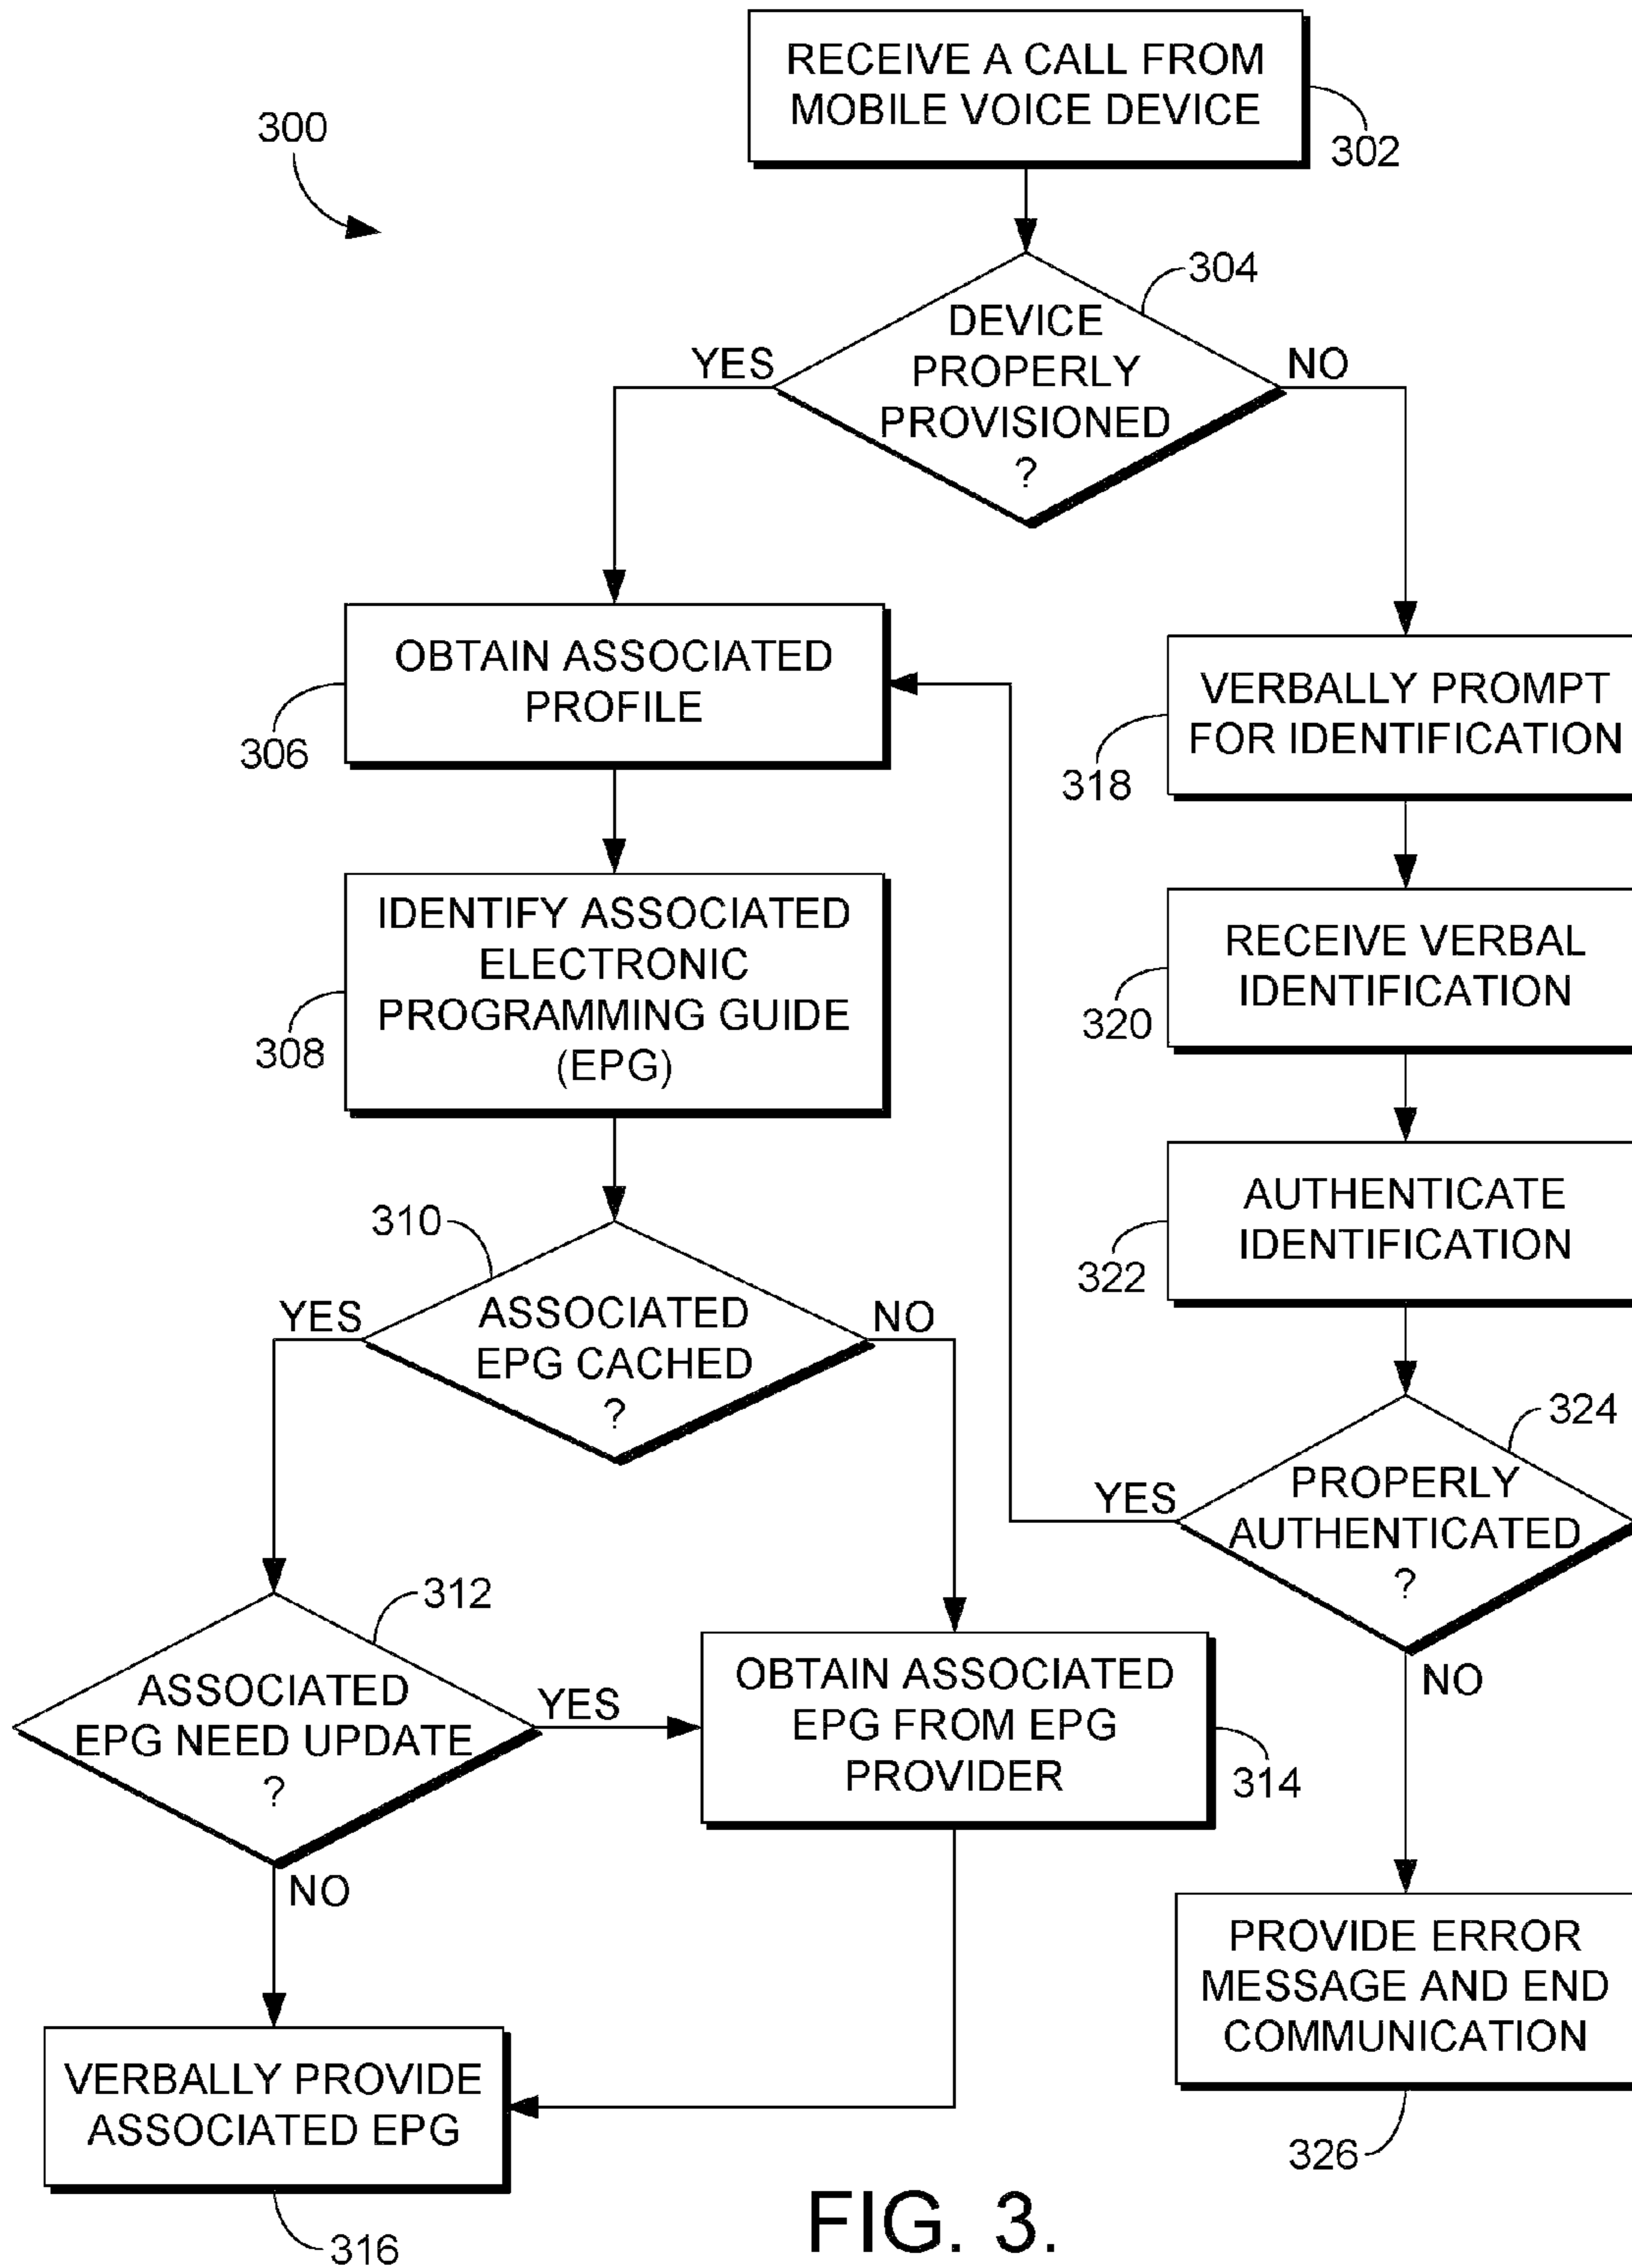 RECEIVE A CALL FROM
MOBILE VOICE DEVICE
302
300
304
DEVICE
PROPERLY
PROVISIONED
?
YES
NO
OBTAIN ASSOCIATED
PROFILE
306
VERBALLY PROMPT
FOR IDENTIFICATION
318
IDENTIFY ASSOCIATED
ELECTRONIC
PROGRAMMING GUIDE
(EPG)
308
RECEIVE VERBAL
IDENTIFICATION
320
AUTHENTICATE
IDENTIFICATION
322
310
ASSOCIATED
EPG CACHED
?
YES
NO
324
PROPERLY
AUTHENTICATED
?
YES
NO
312
ASSOCIATED
EPG NEED UPDATE
?
YES
NO
OBTAIN ASSOCIATED
EPG FROM EPG
PROVIDER
314
PROVIDE ERROR
MESSAGE AND END
COMMUNICATION
326
VERBALLY PROVIDE
ASSOCIATED EPG
316
FIG. 3.